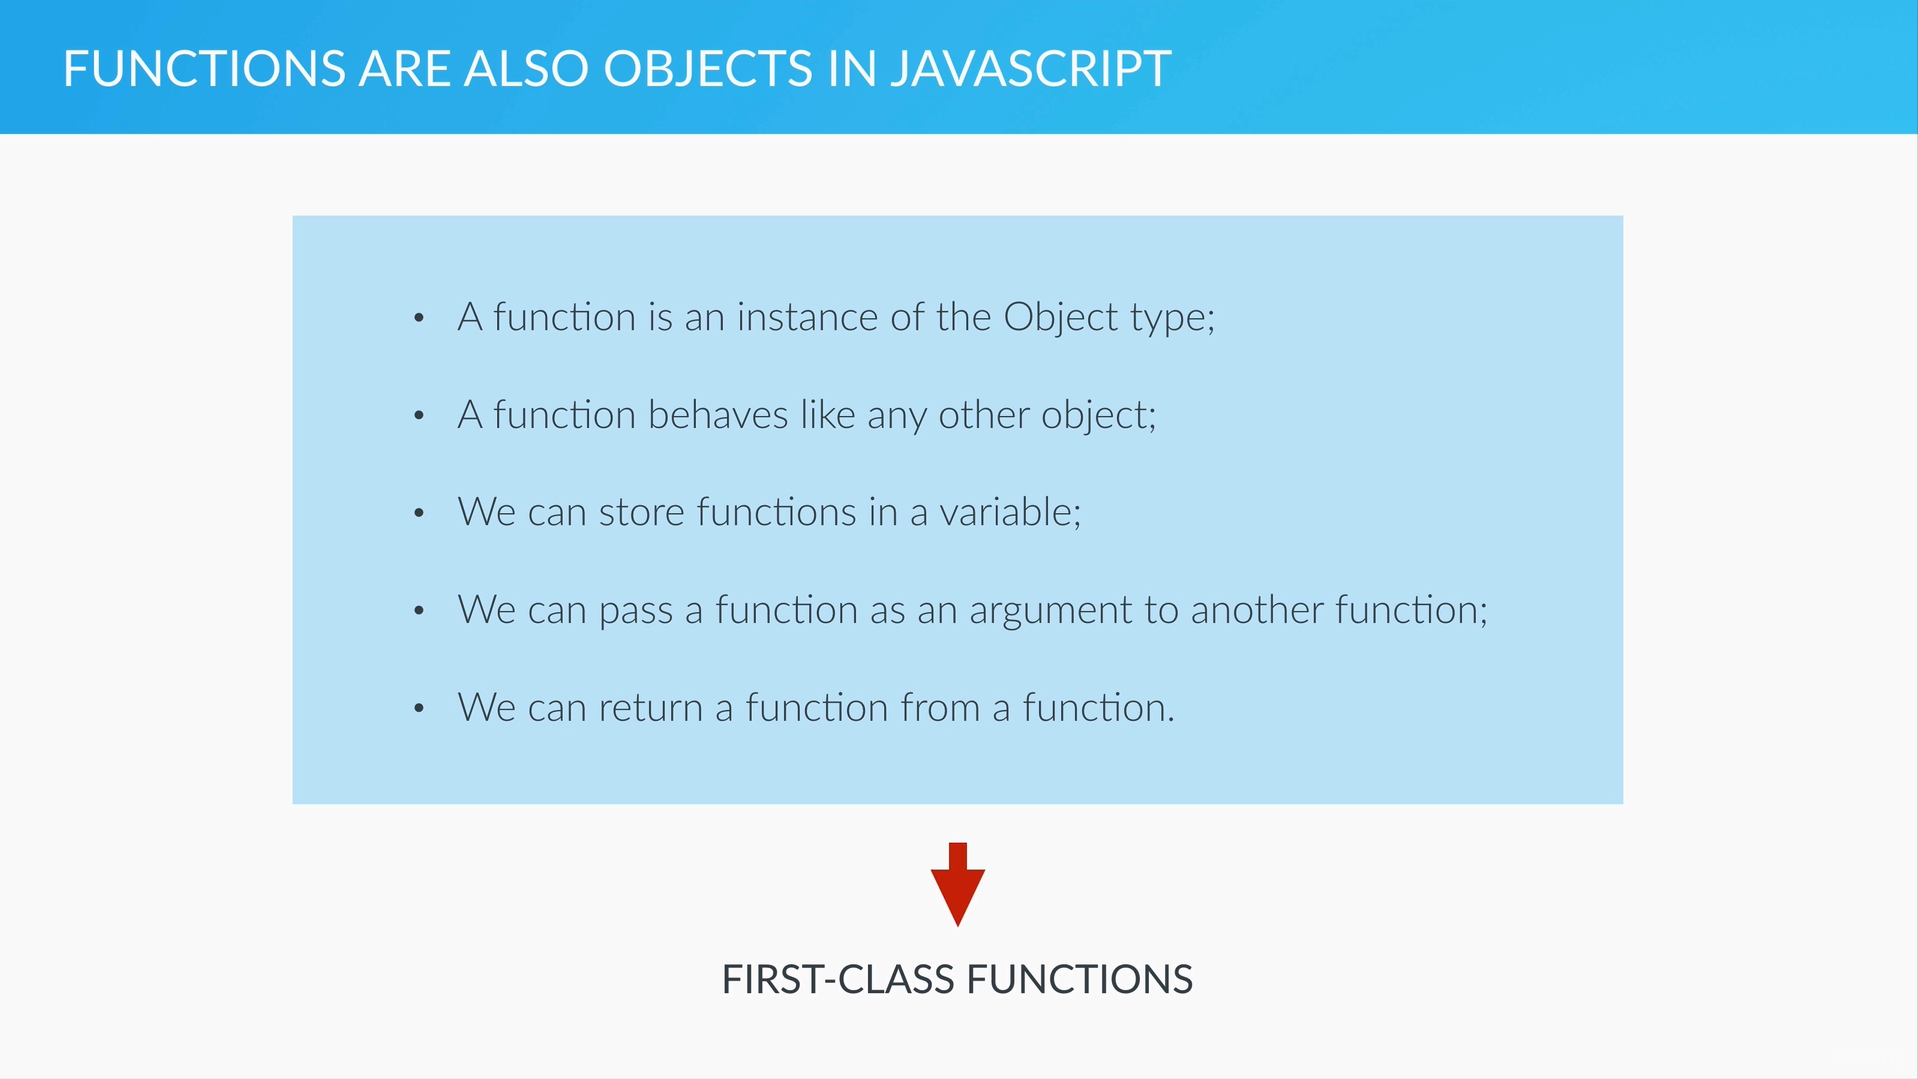 FUNCTIONS ARE ALSO OBJECTS IN JAVASCRIPT
• A function is an instance of the Object type;
• A function behaves like any other object;
• We can store functions in a variable;
• We can pass a function as an argument to another function;
• We can return a function from a function.
FIRST-CLASS FUNCTIONS